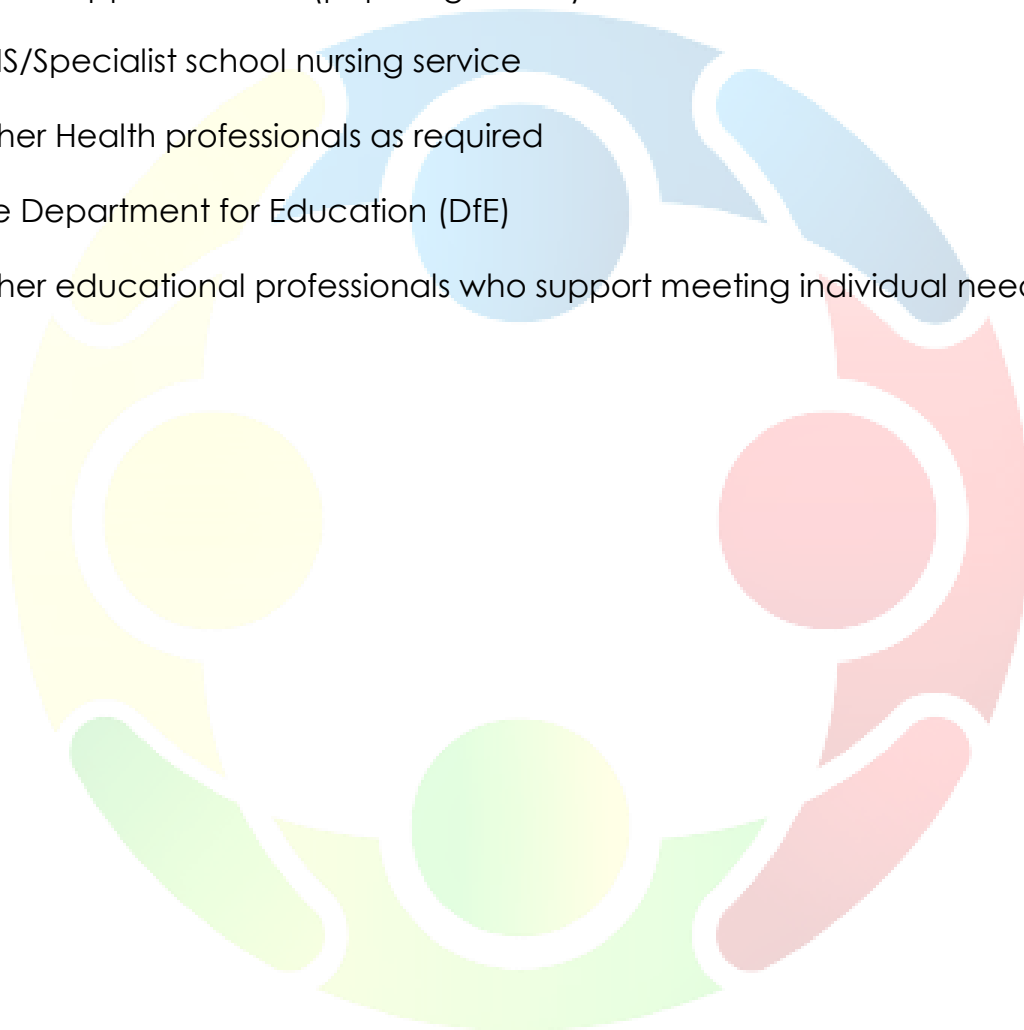 IS/Specialist school nursing service
her Health professionals as required
e Department for Education (DfE)
her educational professionals who support meeting individual need